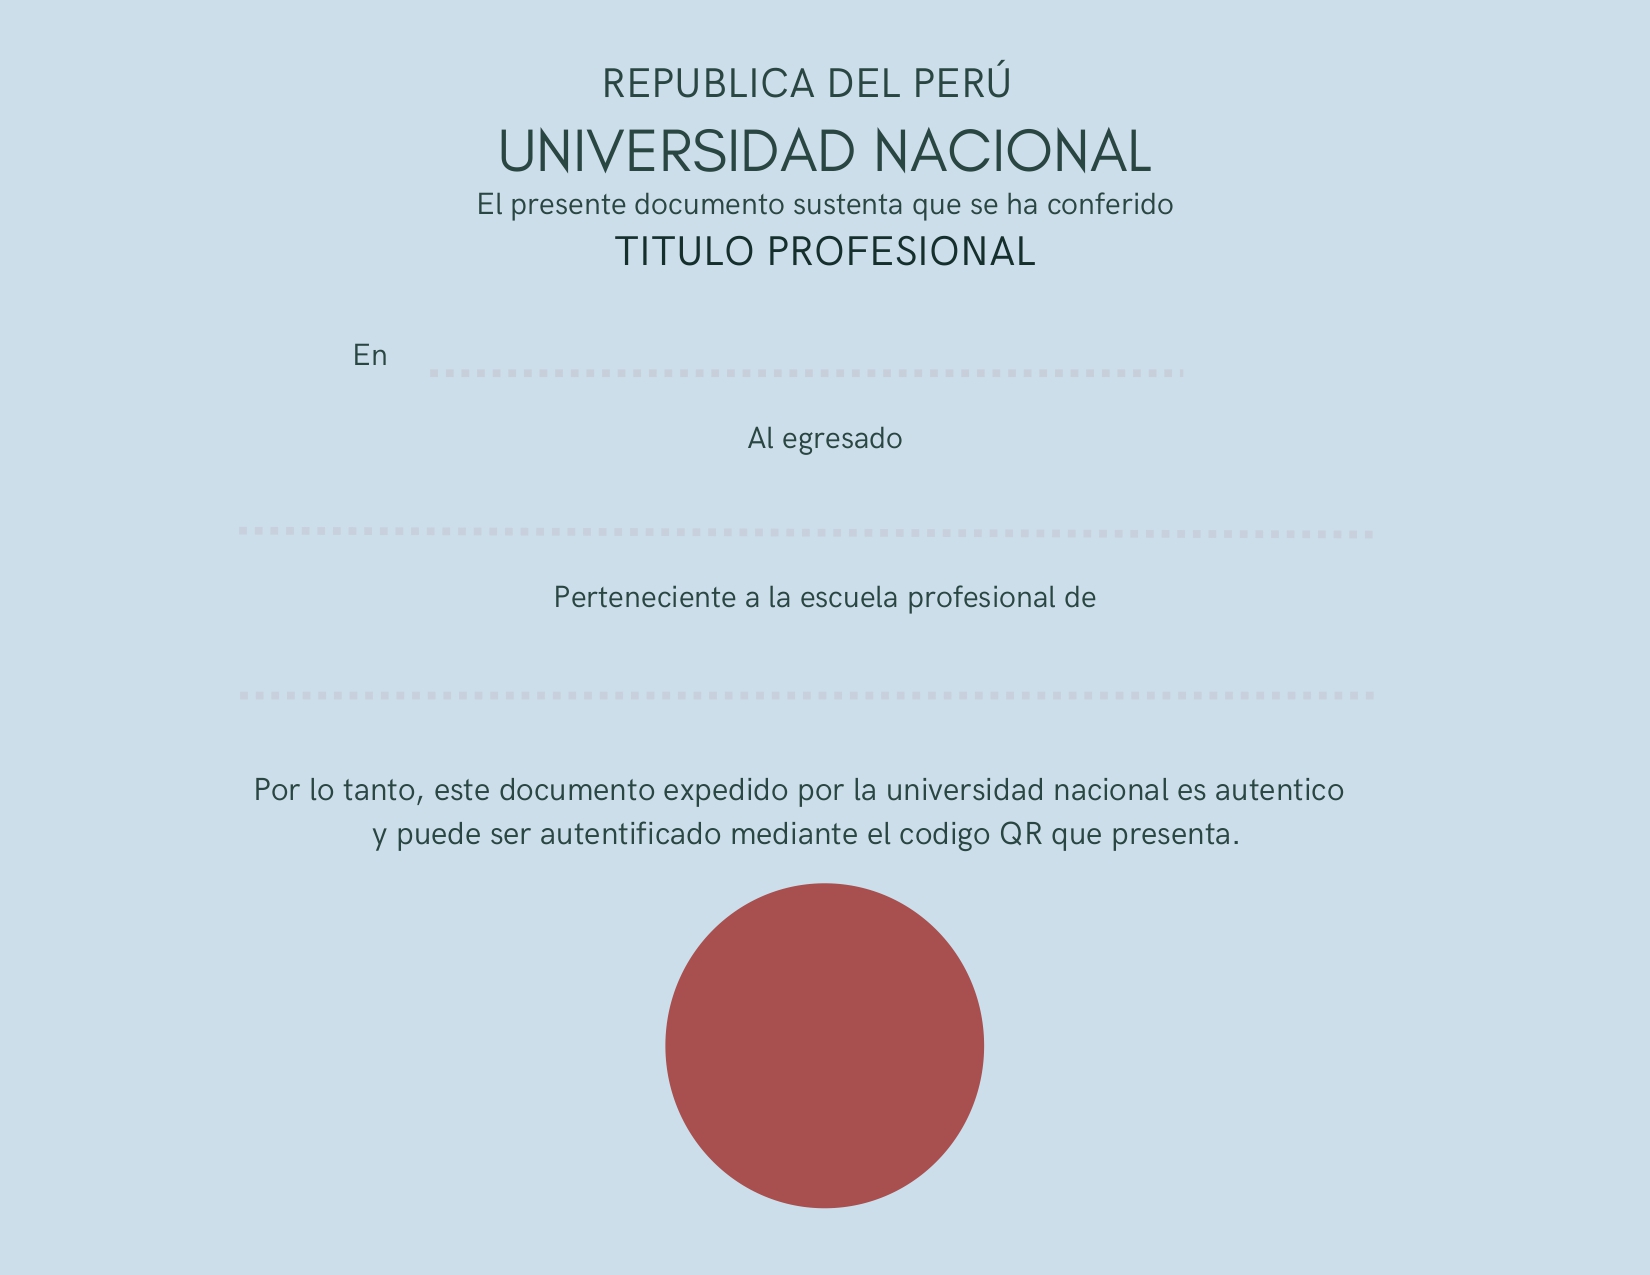 REPUBLICA DEL PERÚ
UNIVERSIDAD NACIONAL
El presente documento sustenta que se ha conferido
TITULO PROFESIONAL
En
Al egresado
Perteneciente a la escuela profesional de
Por lo tanto, este documento expedido por la universidad nacional es autentico
y puede ser autentificado mediante el codigo QR que presenta.